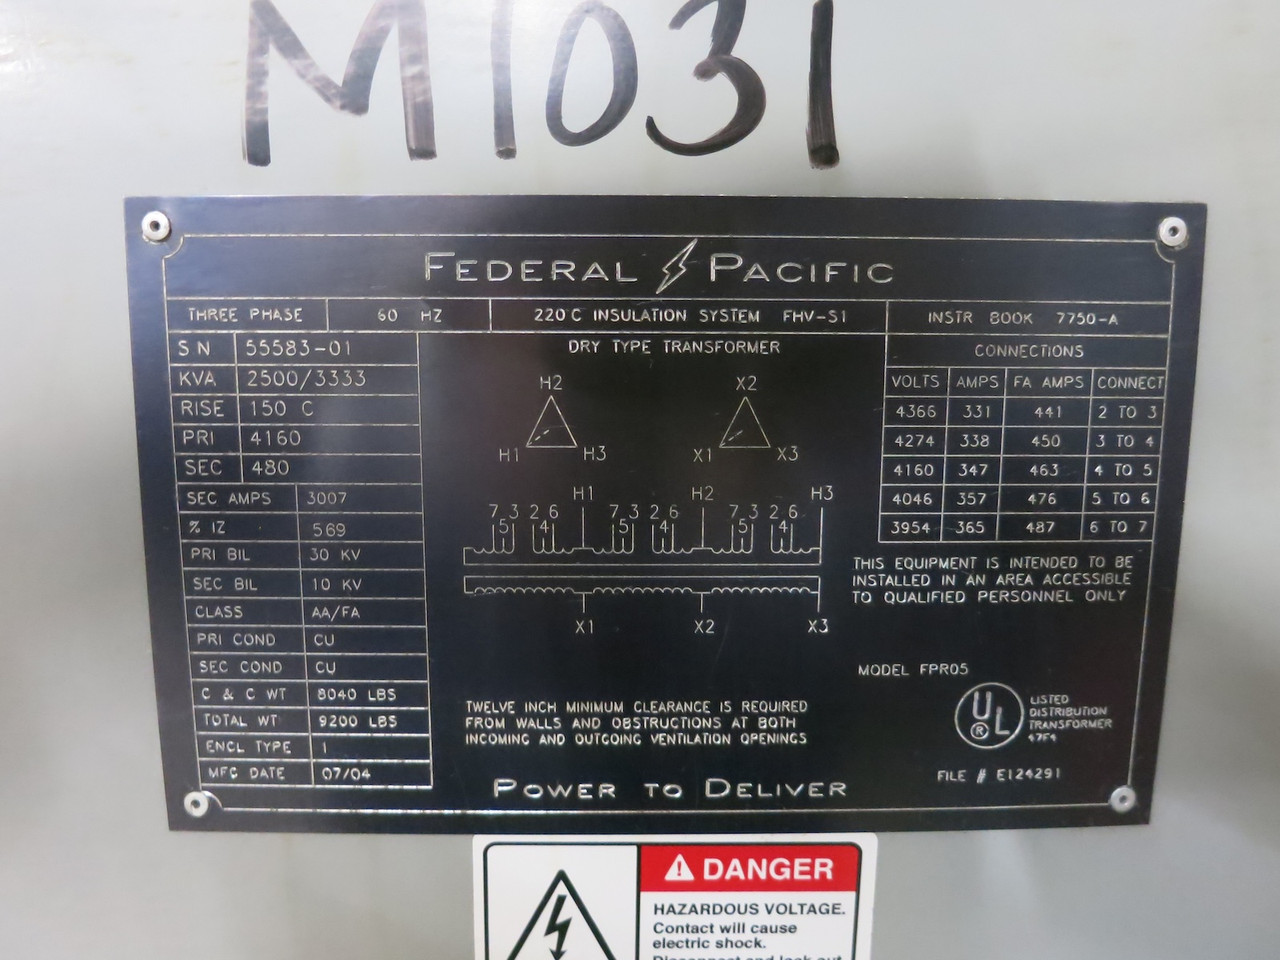 M1031
FEDERAL PACIFIC
THREE PHASE 60 HZ 220 C INSULATION SYSTEM FHV-S1 INSTR BOOK 7750-A
S N 55583-01
KVA 2500/3333
RISE 150 C
PRI 4160
SEC 480
SEC AMPS 3007
% IZ 569
PRI BIL 30 KV
SEC BIL 10 KV
CLASS AA/FA
PRI COND CU
SEC COND CU
C & C WT 8040 LBS
TOTAL WT 9200 LBS
ENCL TYPE 1
MFG DATE 07/04
DRY TYPE TRANSFORMER
H2 X2
H1 H3 X1 X3
H1 H2 H3
7 3 2 6 7 3 2 6 7 3 2 6
5 4 5 4 5 4
X1 X2 X3
TWELVE INCH MINIMUM CLEARANCE IS REQUIRED
FROM WALLS AND OBSTRUCTIONS AT BOTH
INCOMING AND OUTGOING VENTILATION OPENINGS
CONNECTIONS
VOLTS AMPS FA AMPS CONNECT
4366 331 441 2 TO 3
4274 338 450 3 TO 4
4160 347 463 4 TO 5
4046 357 476 5 TO 6
3954 365 487 6 TO 7
THIS EQUIPMENT IS INTENDED TO BE
INSTALLED IN AN AREA ACCESSIBLE
TO QUALIFIED PERSONNEL ONLY
MODEL FPR05
UL ®
LISTED
DISTRIBUTION
TRANSFORMER
47F4
FILE # E124291
POWER TO DELIVER
DANGER
HAZARDOUS VOLTAGE.
Contact will cause
electric shock.
Disconnect and lock out